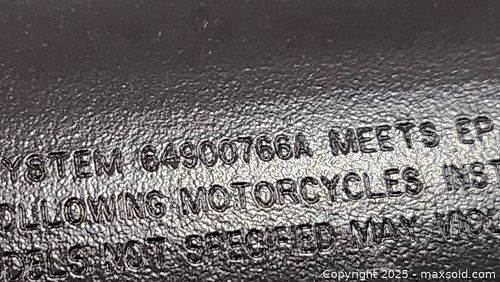 YSTEM 64900766A MEETS EP
OLLOWING MOTORCYCLES INST
DELS NOT SPECIFIED MAY VIO
Copyright 2025 - maxsold.com